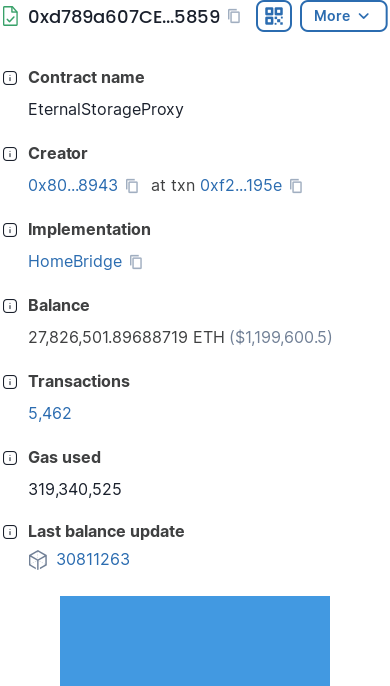 0xd789a607CE...5859 More
Contract name
EternalStorageProxy
Creator
0x80...8943 at txn 0xf2...195e
Implementation
HomeBridge
Balance
27,826,501.89688719 ETH ($1,199,600.5)
Transactions
5,462
Gas used
319,340,525
Last balance update
30811263